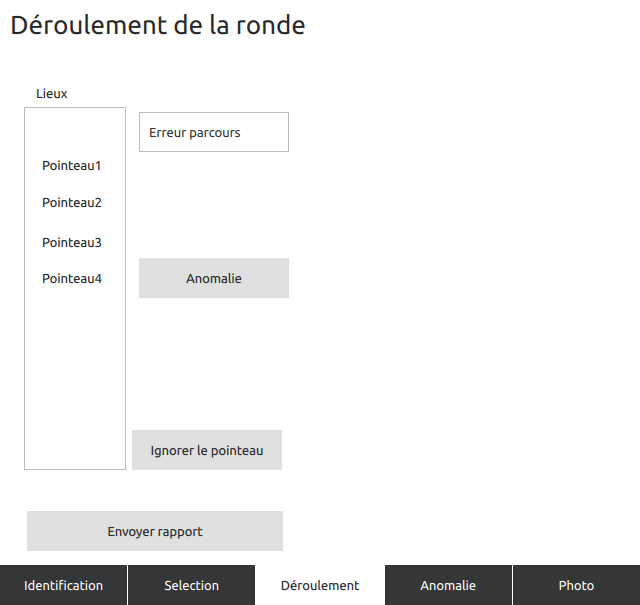 Déroulement de la ronde
Lieux
Erreur parcours
Pointeau1
Pointeau2
Pointeau3
Pointeau4
Anomalie
Ignorer le pointeau
Envoyer rapport
Identification
Selection
Déroulement
Anomalie
Photo